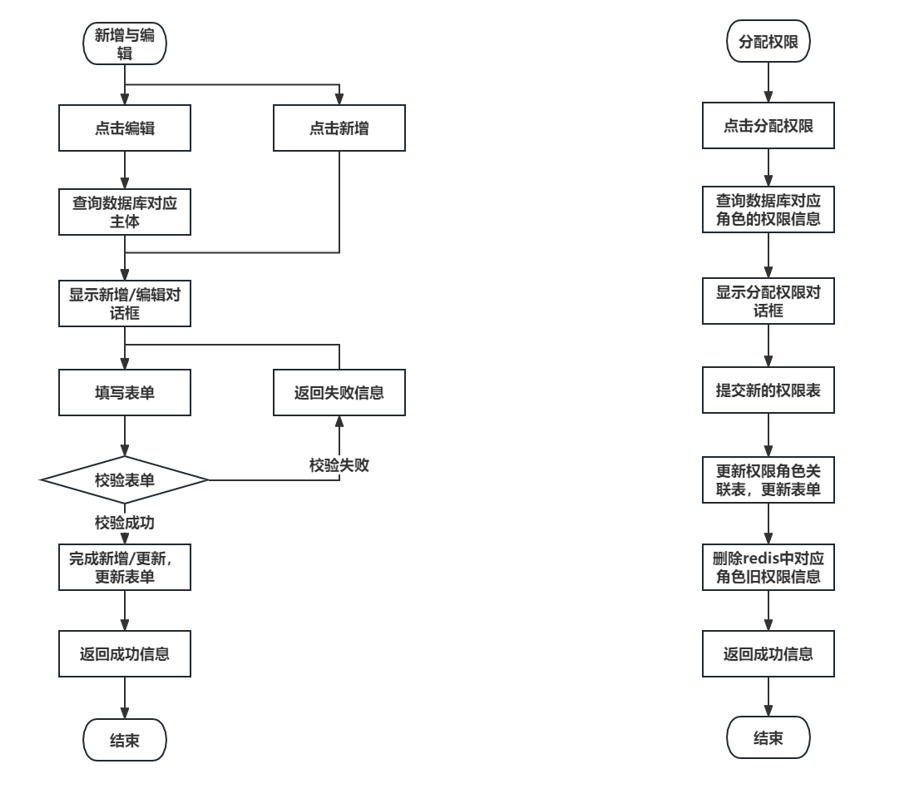 新增与编
辑
点击编辑
点击新增
查询数据库对应
主体
显示新增/编辑对
话框
填写表单
返回失败信息
校验表单
校验失败
校验成功
完成新增/更新，
更新表单
返回成功信息
结束
分配权限
点击分配权限
查询数据库对应
角色的权限信息
显示分配权限对
话框
提交新的权限表
更新权限角色关
联表，更新表单
删除redis中对应
角色旧权限信息
返回成功信息
结束